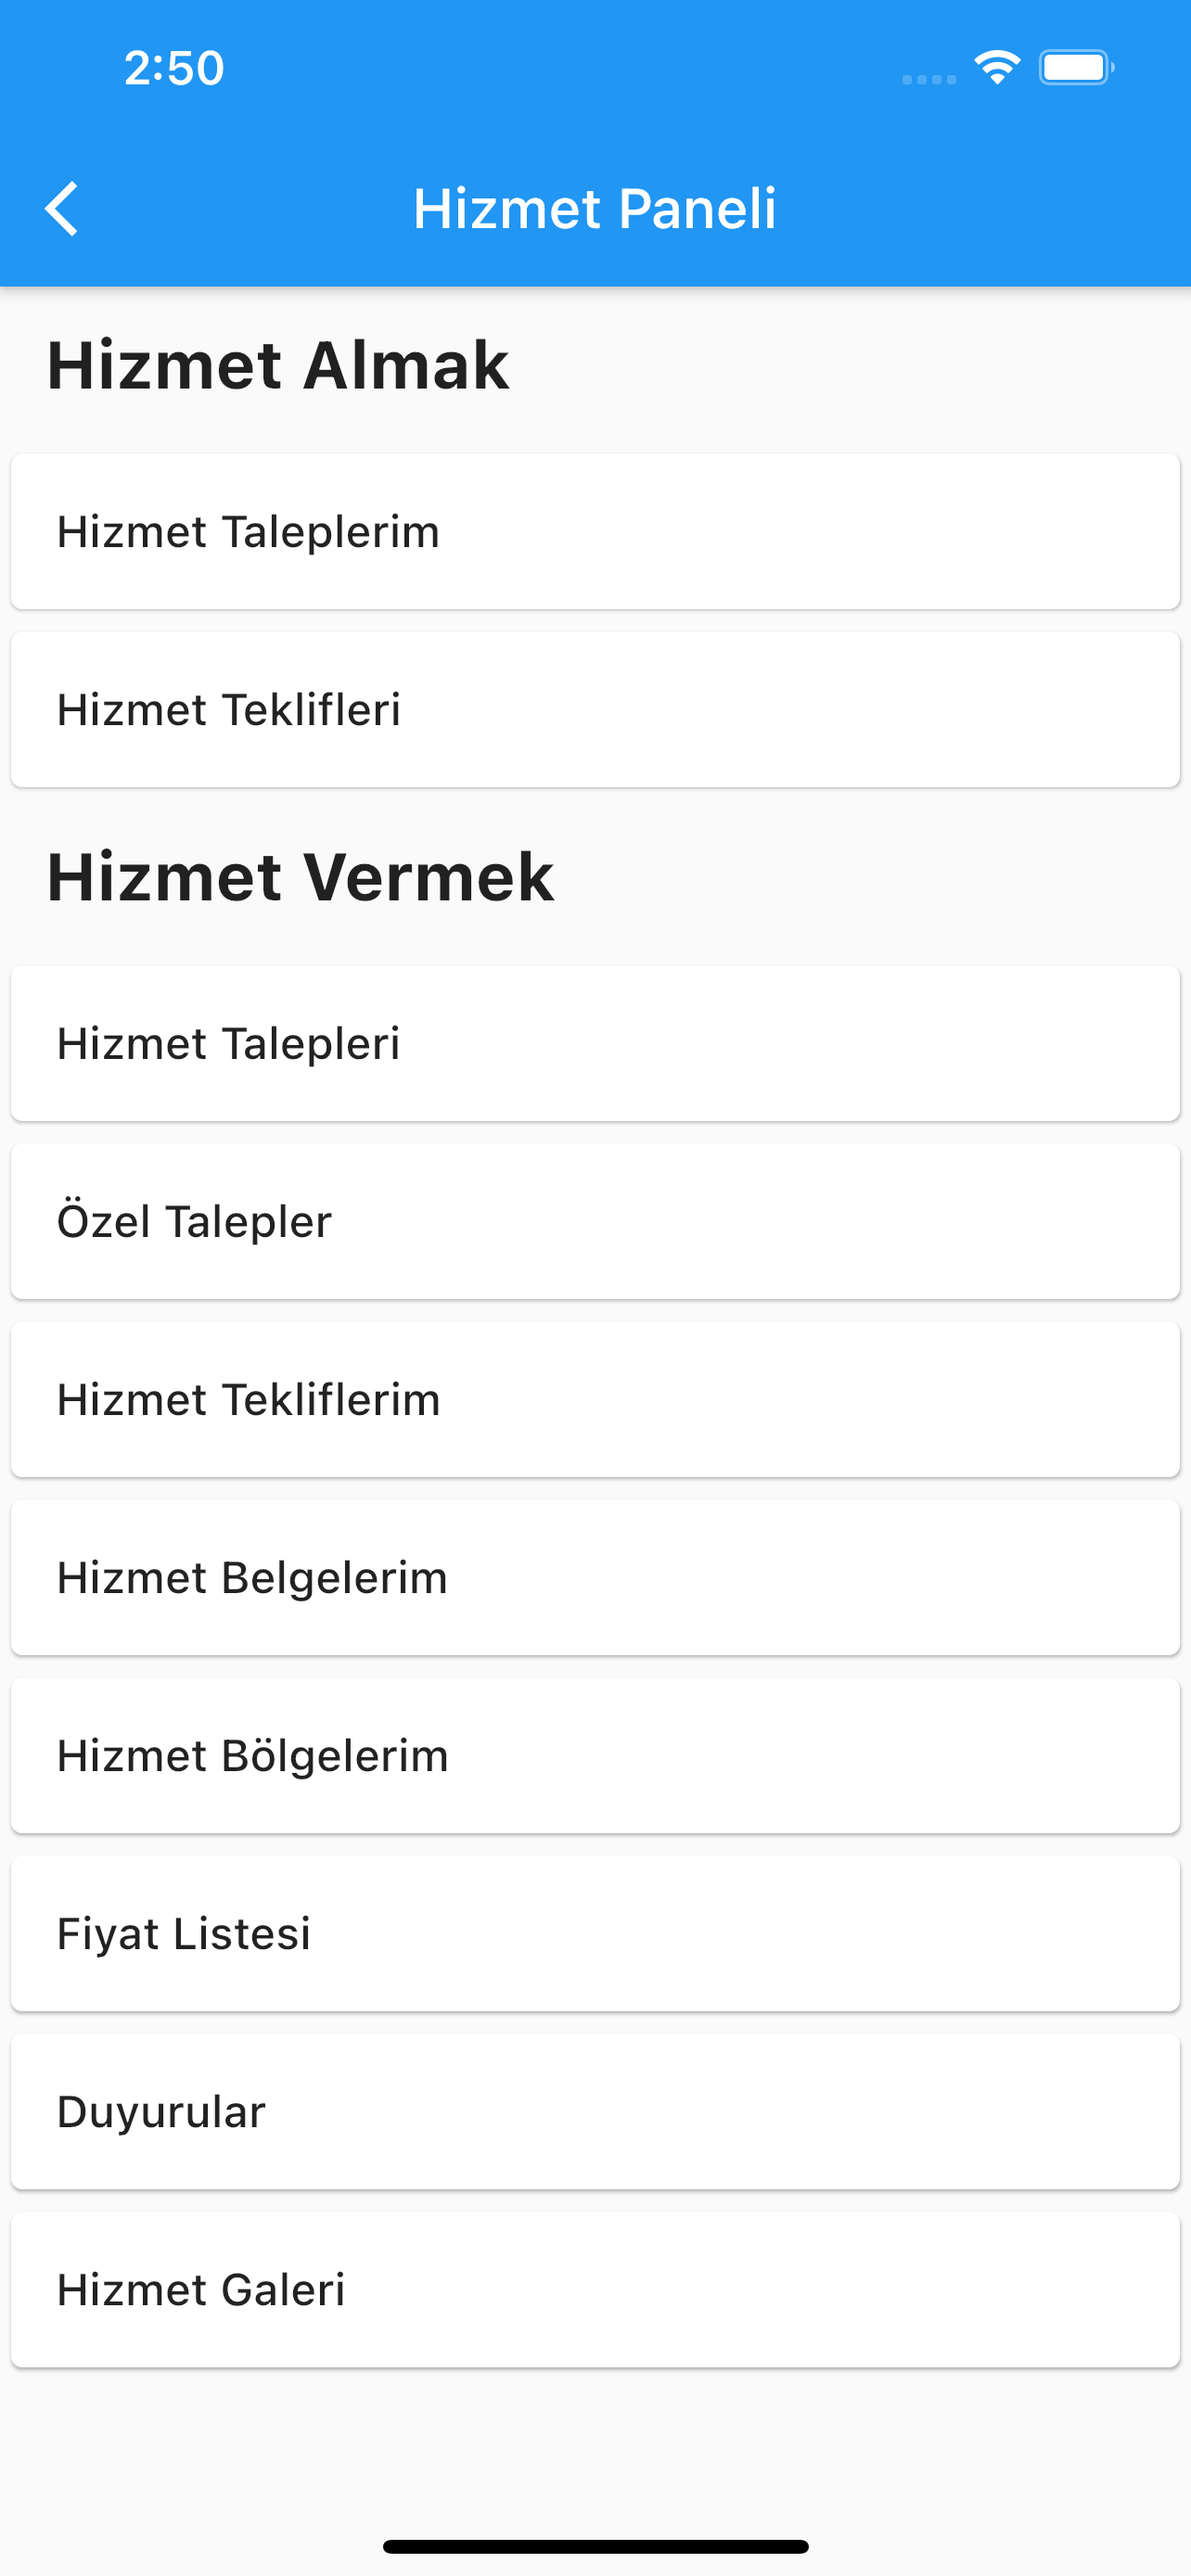 2:50
Hizmet Paneli
Hizmet Almak
Hizmet Taleplerim
Hizmet Teklifleri
Hizmet Vermek
Hizmet Talepleri
Özel Talepler
Hizmet Tekliflerim
Hizmet Belgelerim
Hizmet Bölgelerim
Fiyat Listesi
Duyurular
Hizmet Galeri